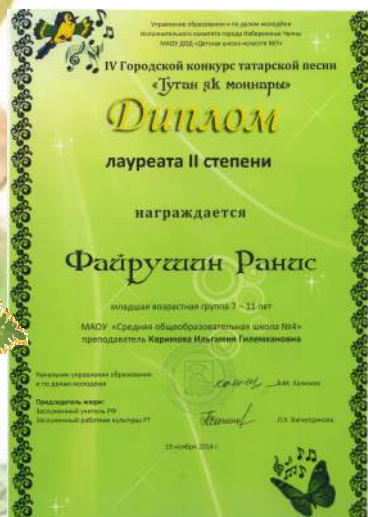 Управление образования и по делам молодёжи
Исполнительного комитета города Набережные Челны
МАОУ ДОД «Детская школа искусств №1»
IV Городской конкурс татарской песни
«Туган як моннары»
Диплом
лауреата II степени
награждается
Файрушин Ранис
младшая возрастная группа 7 – 11 лет
МАОУ «Средняя общеобразовательная школа №4»
преподаватель Каримова Ильгамия Гилемхановна
Начальник управления образования
и по делам молодёжи
А.М. Халиков
Председатель жюри:
Заслуженный учитель РФ
Заслуженный работник культуры РТ
Л.Х.
19 ноября 2014 г.